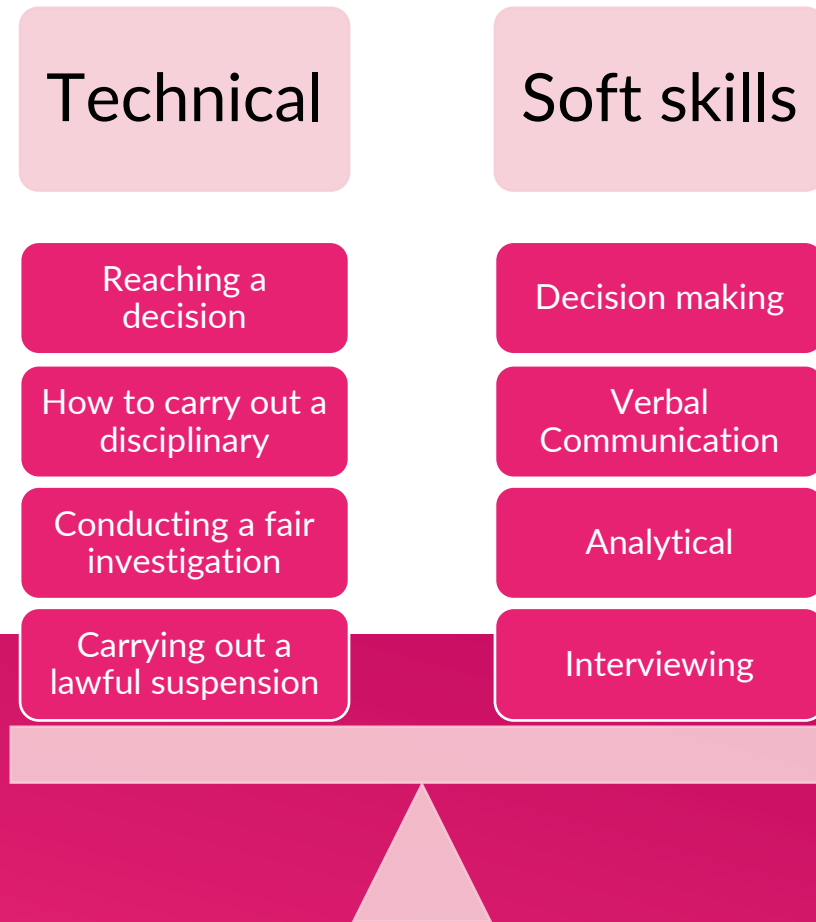 Technical
Soft skills
Reaching a
decision
How to carry out a
disciplinary
Conducting a fair
investigation
Carrying out a
lawful suspension
Decision making
Verbal
Communication
Analytical
Interviewing